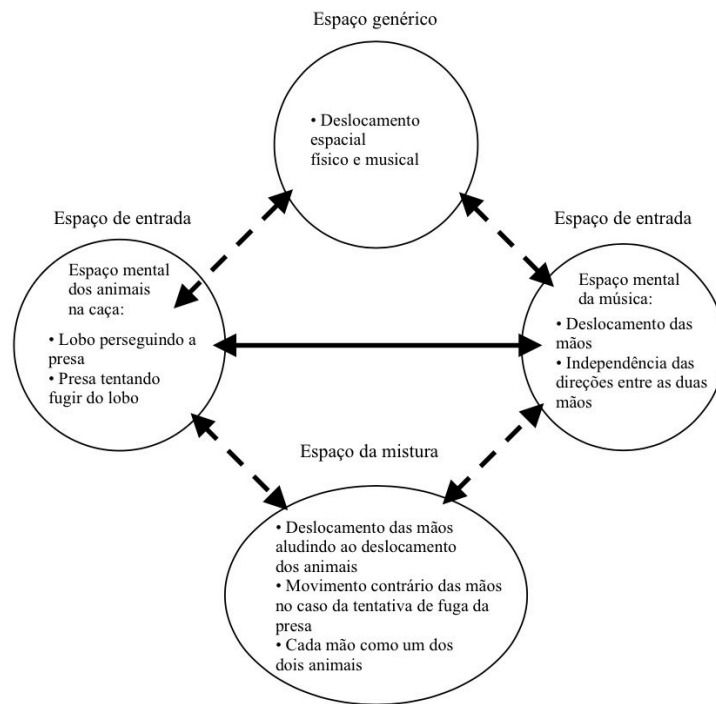 Espaço genérico
• Deslocamento
espacial
físico e musical
Espaço de entrada
Espaço mental
dos animais
na caça:
• Lobo perseguindo a
presa
• Presa tentando
fugir do lobo
Espaço de entrada
Espaço mental
da música:
• Deslocamento das
mãos
• Independência das
direções entre as duas
mãos
Espaço da mistura
• Deslocamento das mãos
aludindo ao deslocamento
dos animais
• Movimento contrário das mãos
no caso da tentativa de fuga da
presa
• Cada mão como um dos
dois animais